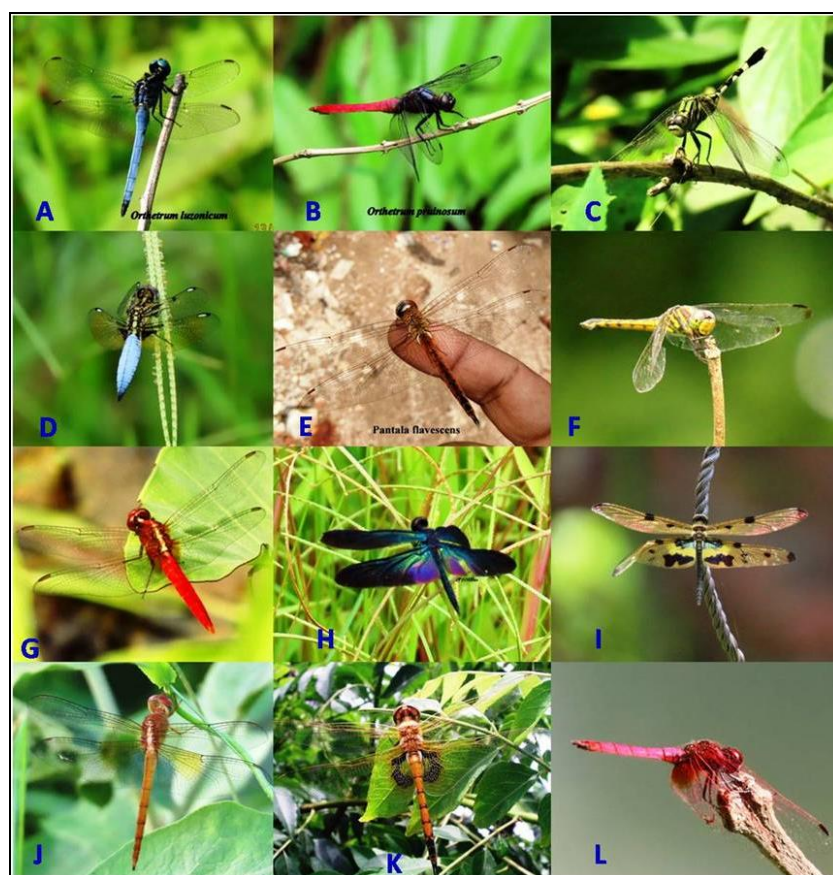 A
Orthetrum luzonicum
B
Orthetrum pruinosum
C
D
E
Pantala flavescens
F
G
H
I
J
K
L